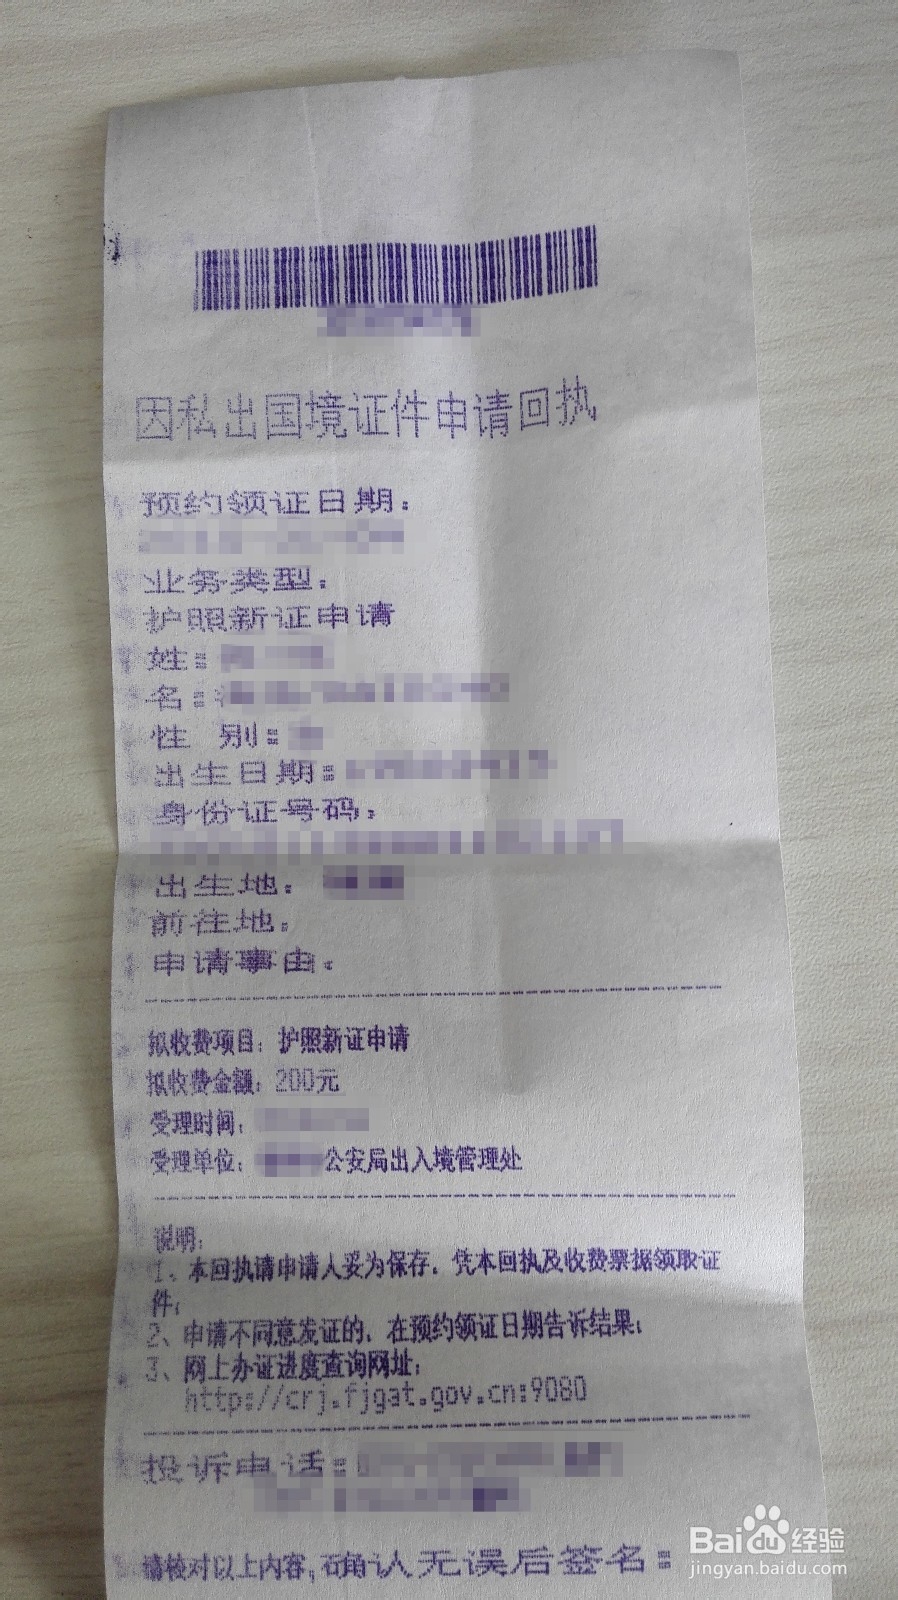 因私出国境证件申请回执
预约领证日期：
业务类型：
护照新证申请
姓：
名：
性 别：
出生日期：
身份证号码：
出生地：
前往地：
申请事由：
拟收费项目：护照新证申请
拟收费金额：200元
受理时间：
受理单位： 公安局出入境管理处
说明：
1、本回执请申请人妥为保存，凭本回执及收费票据领取证
件；
2、申请不同意发证的，在预约领证日期告诉结果；
3、网上办证进度查询网址：
http://crj.fjgat.gov.cn:9080
投诉电话：
请核对以上内容，确认无误后签名：
Bai 经验
jingyan.baidu.com